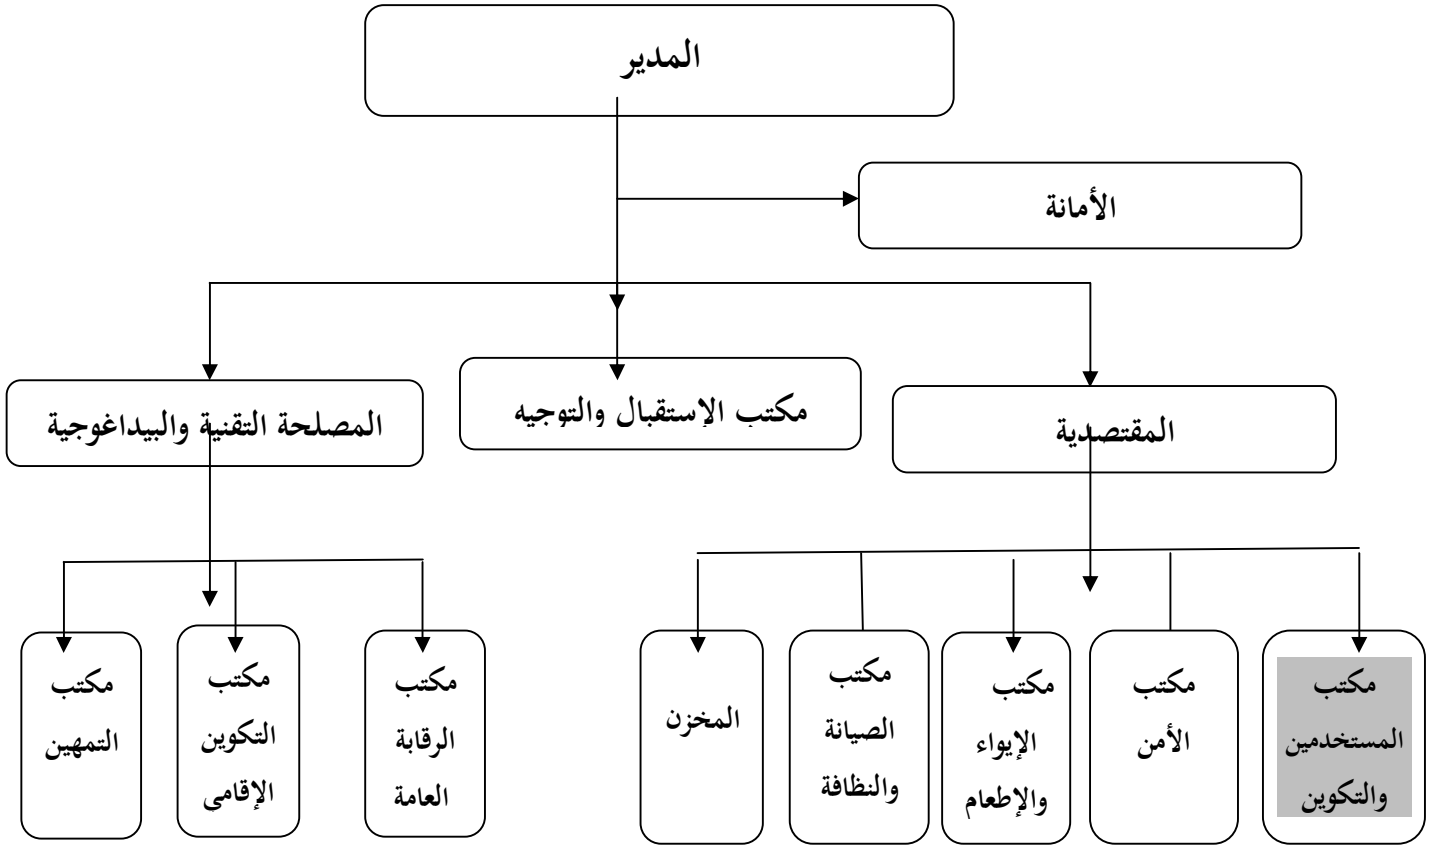 المدير
الأمانة
المقتصدية
مكتب الإستقبال والتوجيه
المصلحة التقنية والبيداغوجية
مكتب
المستخدمين
والتكوين
مكتب
الأمن
مكتب
الإيواء
والإطعام
مكتب
الصيانة
والنظافة
المخزن
مكتب
الرقابة
العامة
مكتب
التكوين
الإقامى
مكتب
التمهين